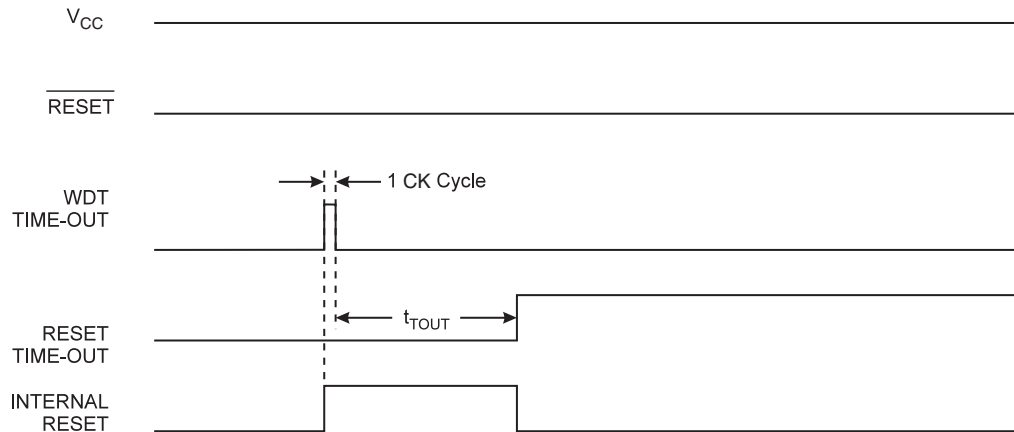 VCC
RESET
1 CK Cycle
WDT
TIME-OUT
tTOUT
RESET
TIME-OUT
INTERNAL
RESET